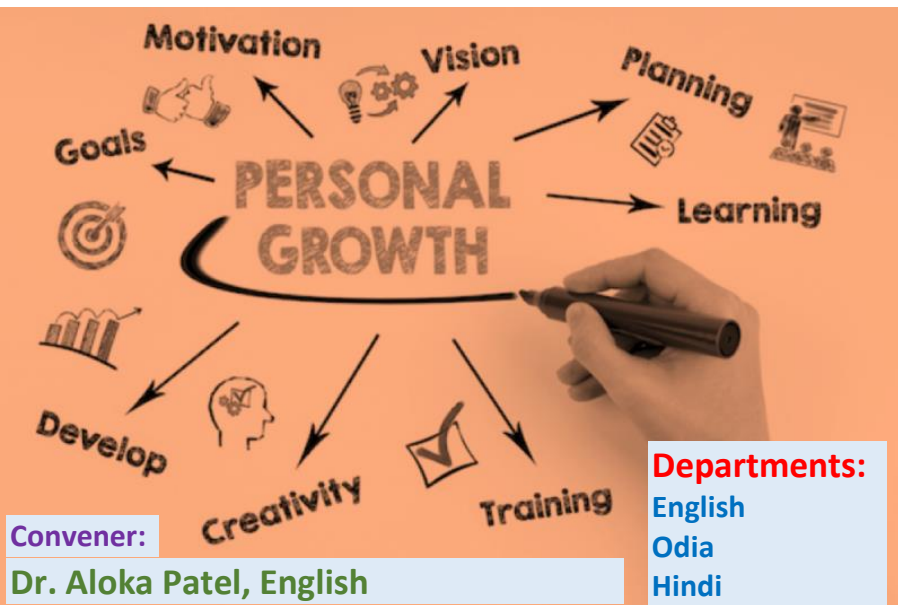 Motivation
Vision
Planning
Goals
PERSONAL
GROWTH
Learning
Develop
Creativity
Training
Departments:
English
Odia
Hindi
Convener:
Dr. Aloka Patel, English